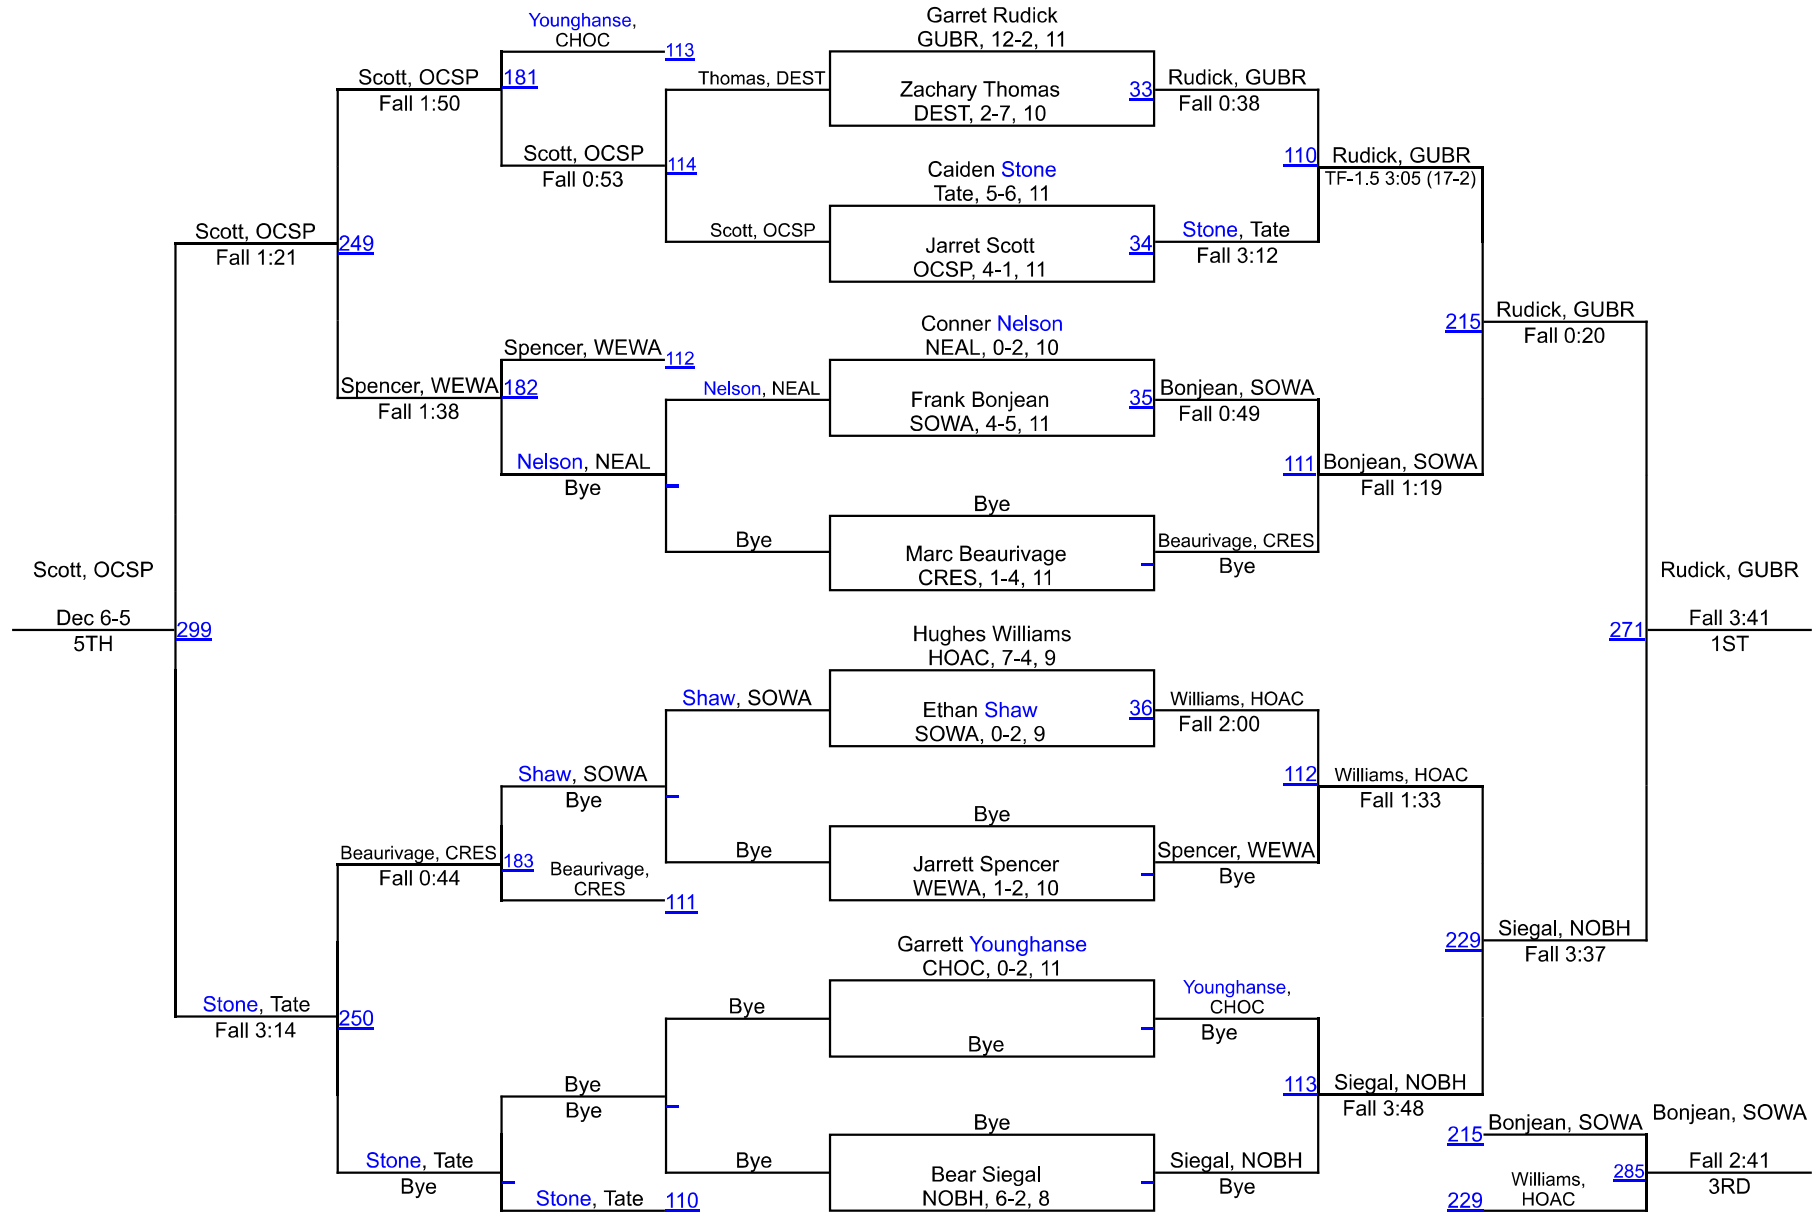 Younghanse,
CHOC
113
Scott, OCSP
181
Fall 1:50
Scott, OCSP
Fall 0:53
114
Thomas, DEST
Scott, OCSP
Scott, OCSP
249
Fall 1:21
Spencer, WEWA
112
Spencer, WEWA
182
Fall 1:38
Nelson, NEAL
Bye
Nelson, NEAL
Bye
Scott, OCSP
Dec 6-5
299
5TH
Shaw, SOWA
Shaw, SOWA
Bye
Bye
Beaurivage, CRES
183
Fall 0:44
Beaurivage,
CRES
111
Stone, Tate
250
Fall 3:14
Bye
Bye
Bye
Bye
Stone, Tate
Bye
Stone, Tate
110
Garret Rudick
GUBR, 12-2, 11
Zachary Thomas
DEST, 2-7, 10
33
Caiden Stone
Tate, 5-6, 11
Jarret Scott
OCSP, 4-1, 11
34
Conner Nelson
NEAL, 0-2, 10
Frank Bonjean
SOWA, 4-5, 11
35
Bye
Marc Beaurivage
CRES, 1-4, 11
Hughes Williams
HOAC, 7-4, 9
Ethan Shaw
SOWA, 0-2, 9
36
Bye
Jarrett Spencer
WEWA, 1-2, 10
Garrett Younghanse
CHOC, 0-2, 11
Bye
Bye
Bear Siegal
NOBH, 6-2, 8
Rudick, GUBR
Fall 0:38
110
Rudick, GUBR
TF-1.5 3:05 (17-2)
Stone, Tate
Fall 3:12
215
Rudick, GUBR
Fall 0:20
Bonjean, SOWA
Fall 0:49
111
Bonjean, SOWA
Fall 1:19
Beaurivage, CRES
Bye
Rudick, GUBR
271
Fall 3:41
1ST
Williams, HOAC
Fall 2:00
112
Williams, HOAC
Fall 1:33
Spencer, WEWA
Bye
229
Siegal, NOBH
Fall 3:37
Younghanse,
CHOC
Bye
113
Siegal, NOBH
Fall 3:48
Siegal, NOBH
Bye
215
Bonjean, SOWA
Bonjean, SOWA
Williams,
HOAC
229
285
Fall 2:41
3RD